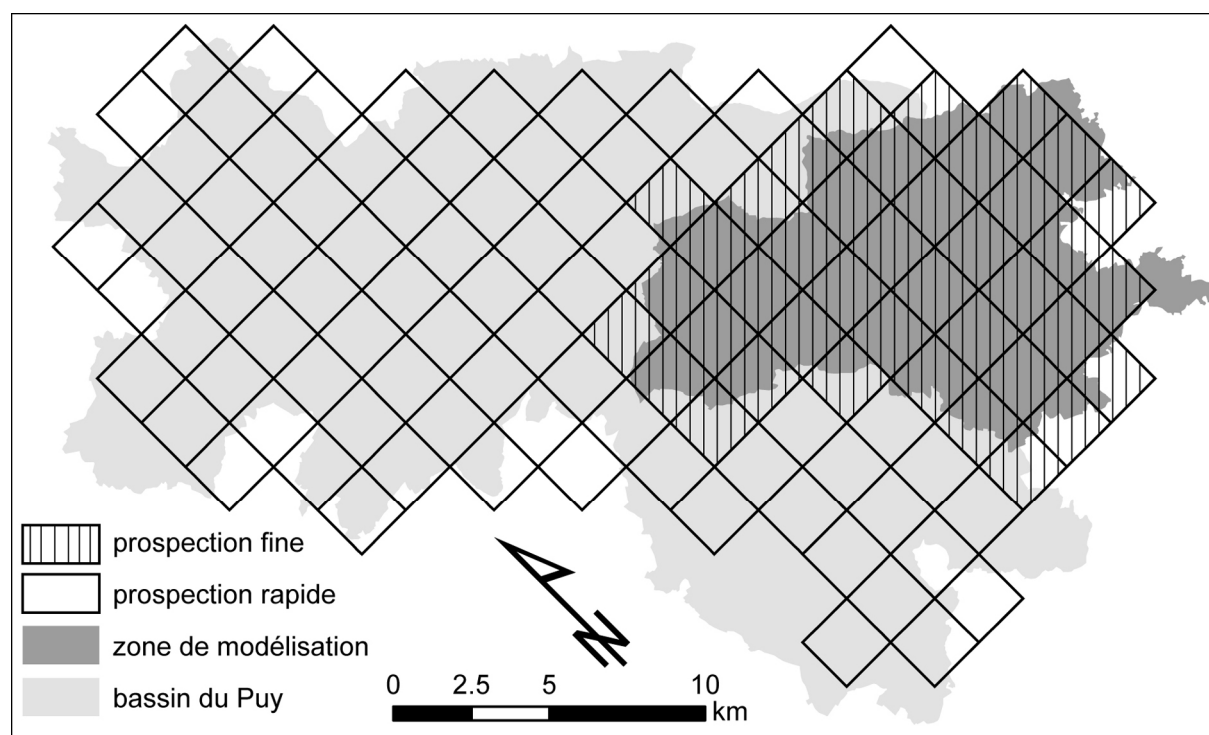 prospection fine
prospection rapide
zone de modélisation
bassin du Puy
N
0 2.5 5 10
km